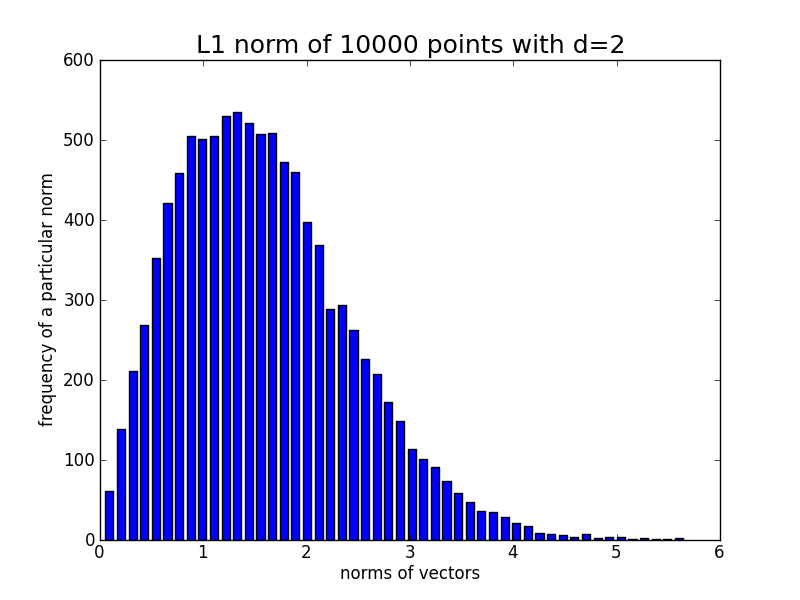 L1 norm of 10000 points with d=2
600
500
400
300
200
100
0
frequency of a particular norm
0 1 2 3 4 5 6
norms of vectors